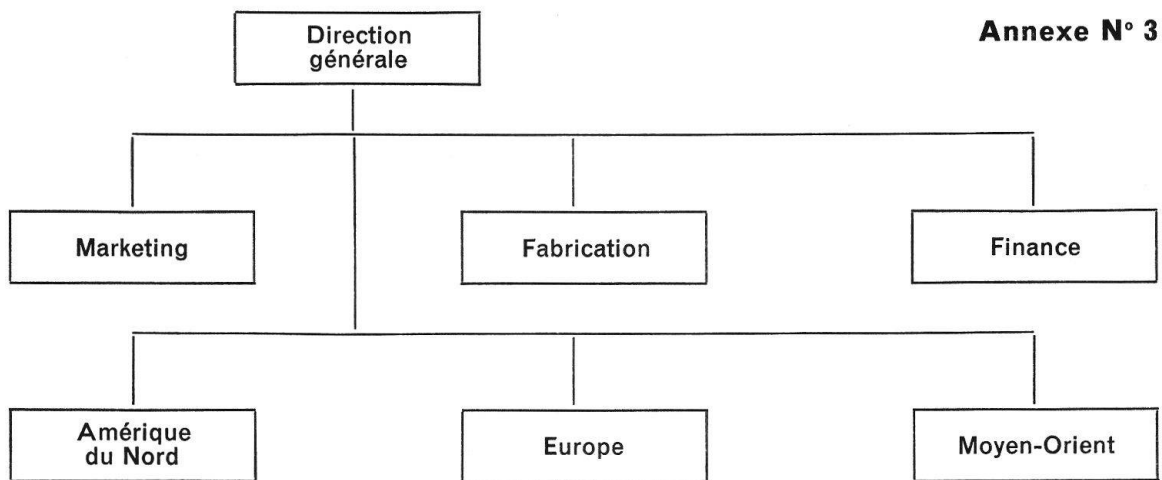 Annexe N° 3
Direction
générale
Marketing
Fabrication
Finance
Amérique
du Nord
Europe
Moyen-Orient